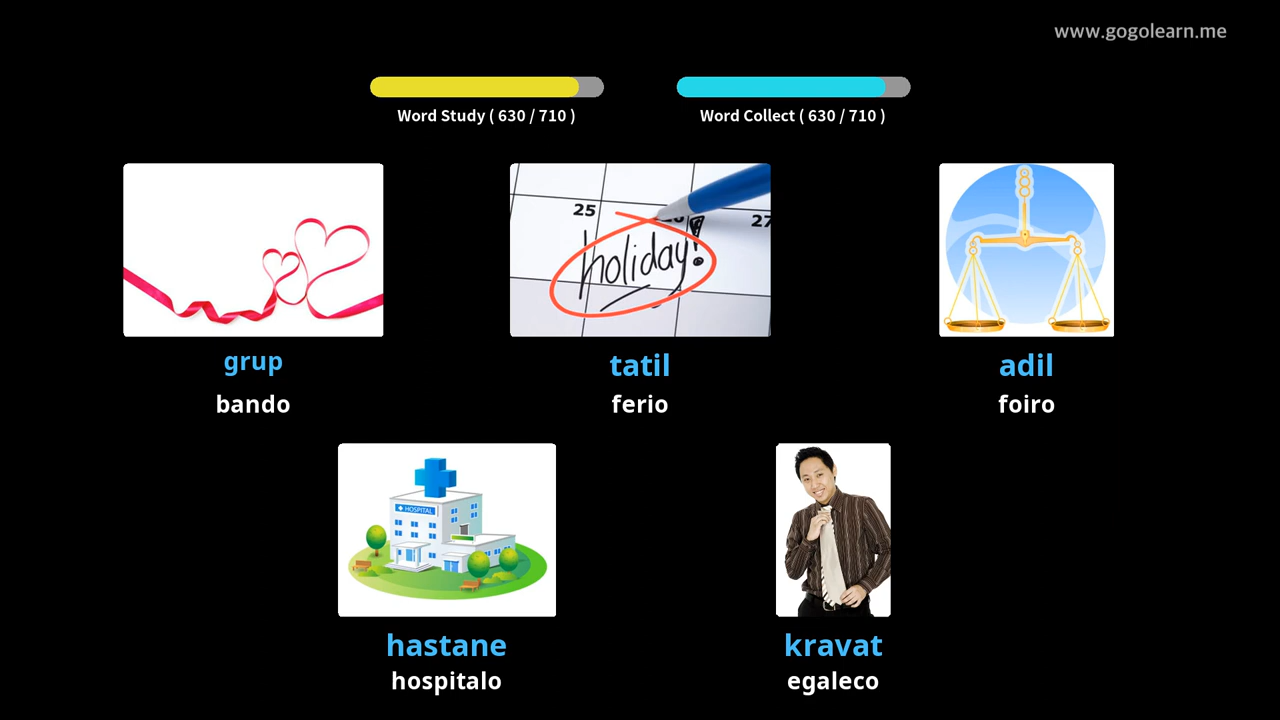 www.gogolearn.me
Word Study ( 630 / 710 )
Word Collect ( 630 / 710 )
25
27
holiday!
grup
tatil
adil
bando
ferio
foiro
HOSPITAL
hastane
kravat
hospitalo
egaleco